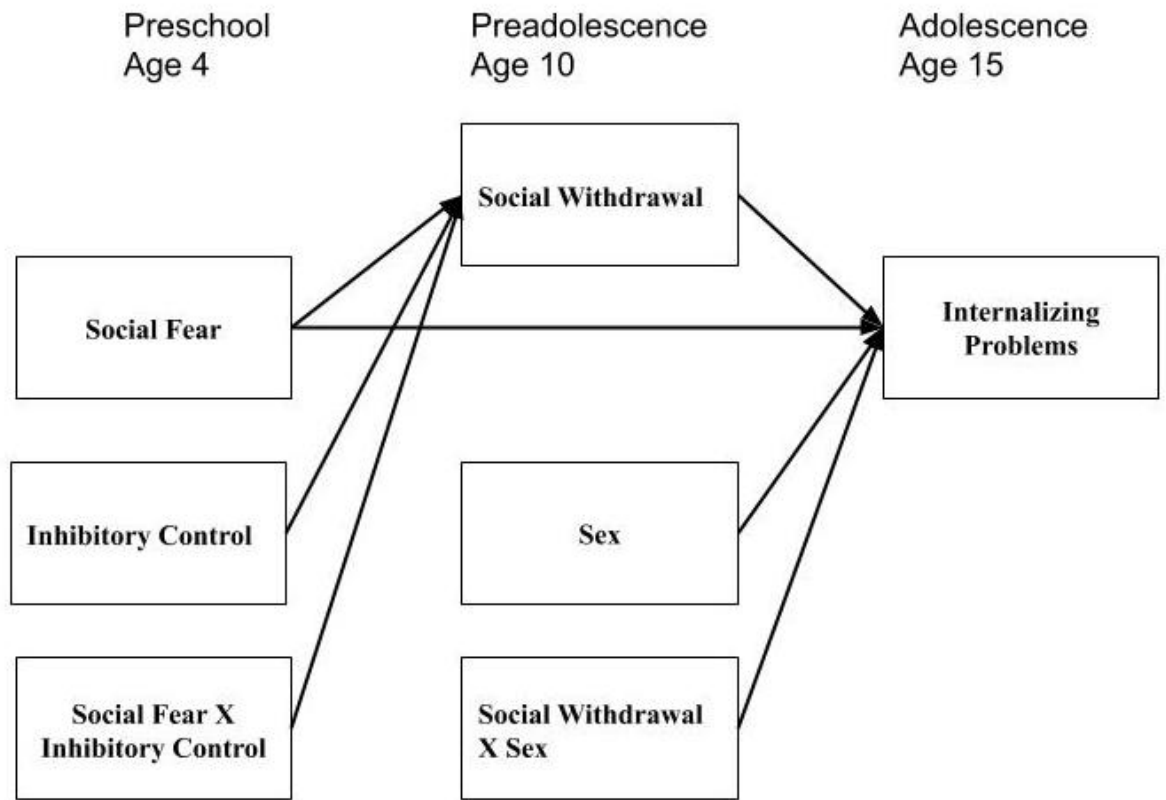 Preschool
Age 4
Preadolescence
Age 10
Adolescence
Age 15
Social Withdrawal
Social Fear
Internalizing
Problems
Inhibitory Control
Sex
Social Fear X
Inhibitory Control
Social Withdrawal
X Sex